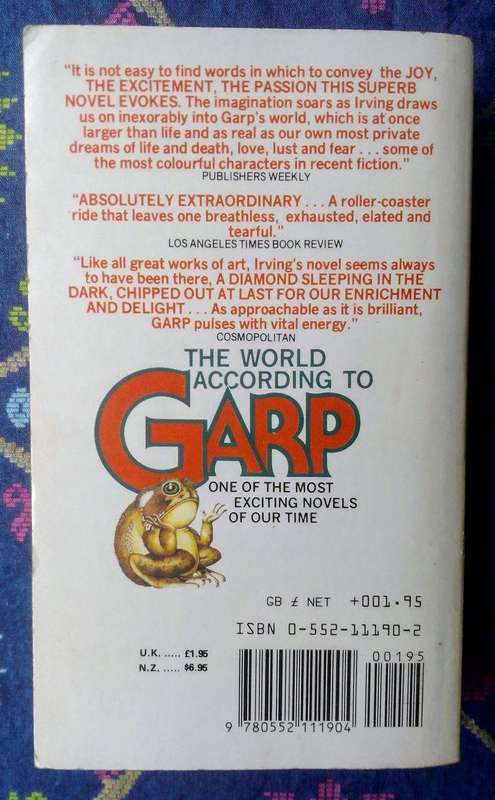 "It is not easy to find words in which to convey the JOY,
THE EXCITEMENT, THE PASSION THIS SUPERB
NOVEL EVOKES. The imagination soars as Irving draws
us on inexorably into Garp's world, which is at once
larger than life and as real as our own most private
dreams of life and death, love, lust and fear . . . some of
the most colourful characters in recent fiction."
PUBLISHERS WEEKLY
"ABSOLUTELY EXTRAORDINARY . . . A roller-coaster
ride that leaves one breathless, exhausted, elated and
tearful."
LOS ANGELES TIMES BOOK REVIEW
"Like all great works of art, Irving's novel seems always
to have been there, A DIAMOND SLEEPING IN THE
DARK, CHIPPED OUT AT LAST FOR OUR ENRICHMENT
AND DELIGHT . . . As approachable as it is brilliant,
GARP pulses with vital energy."
COSMOPOLITAN
THE WORLD
ACCORDING TO
GARP
ONE OF THE MOST
EXCITING NOVELS
OF OUR TIME
GB £ NET +001.95
ISBN 0-552-11190-2
U.K. ..... £1.95
N.Z. ..... $6.95
00195
9 780552 111904